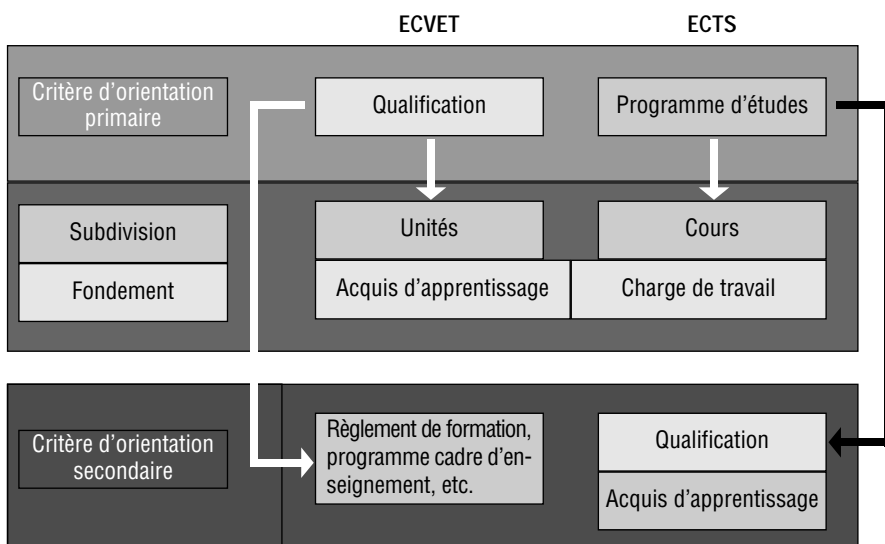 ECVET ECTS
Critère d'orientation
primaire
Qualification
Programme d'études
Subdivision
Unités
Cours
Fondement
Acquis d'apprentissage
Charge de travail
Critère d'orientation
secondaire
Règlement de formation,
programme cadre d'en-
seignement, etc.
Qualification
Acquis d'apprentissage